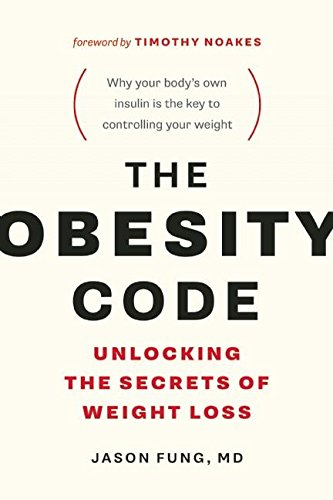 foreword by TIMOTHY NOAKES
Why your body's own
insulin is the key to
controlling your weight
THE
OBESITY
CODE
UNLOCKING
THE SECRETS OF
WEIGHT LOSS
JASON FUNG, MD